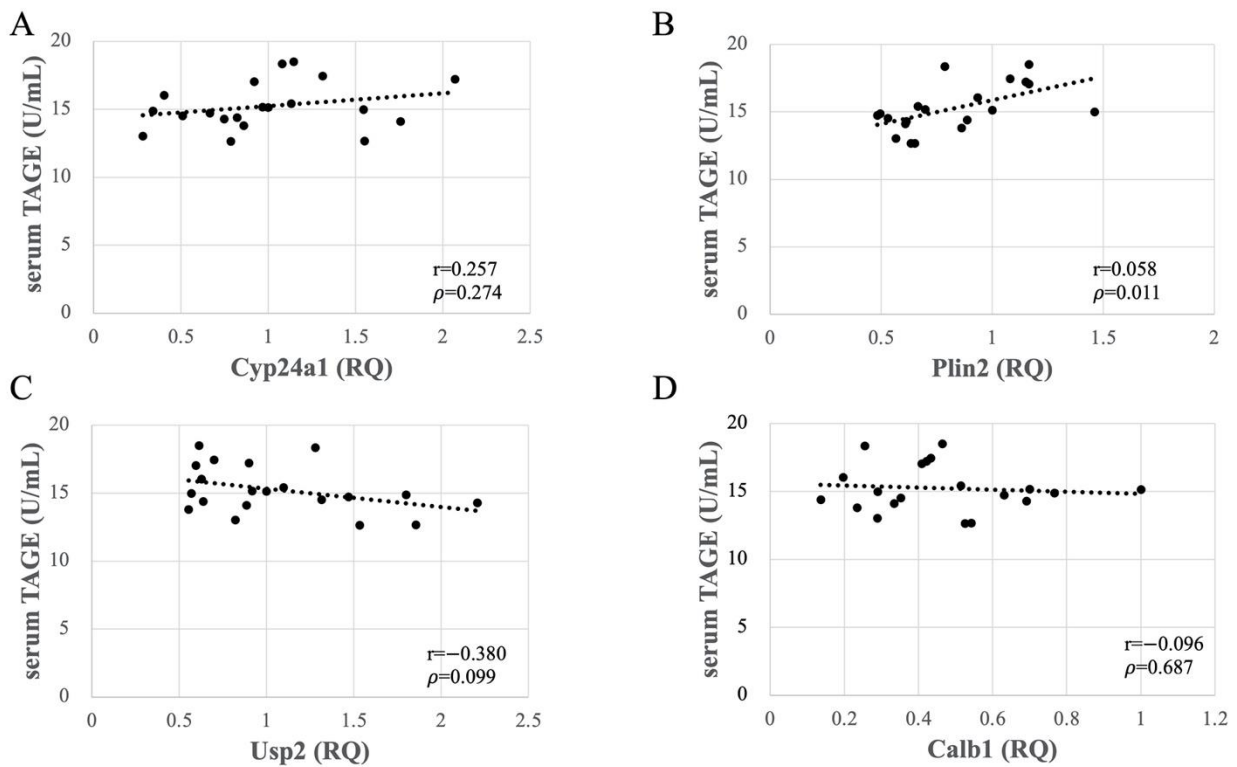 A
serum TAGE (U/mL)
20
15
10
5
0
0 0.5 1 1.5 2 2.5
r=0.257
ρ=0.274
Cyp24a1 (RQ)
B
serum TAGE (U/mL)
20
15
10
5
0
0 0.5 1 1.5 2
r=0.058
ρ=0.011
Plin2 (RQ)
C
serum TAGE (U/mL)
20
15
10
5
0
0 0.5 1 1.5 2 2.5
r=−0.380
ρ=0.099
Usp2 (RQ)
D
serum TAGE (U/mL)
20
15
10
5
0
0 0.2 0.4 0.6 0.8 1 1.2
r=−0.096
ρ=0.687
Calb1 (RQ)